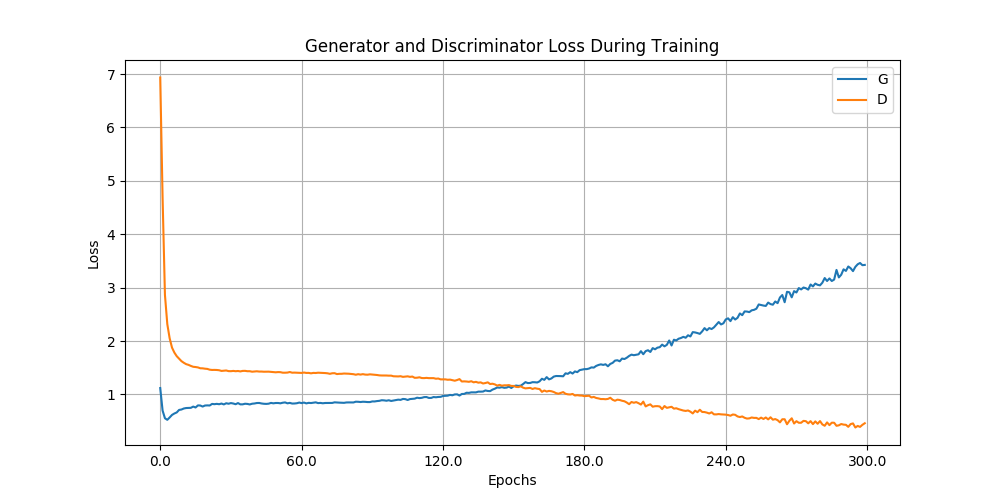 Generator and Discriminator Loss During Training
G
D
7
6
5
4
3
2
1
Loss
0.0 60.0 120.0 180.0 240.0 300.0
Epochs